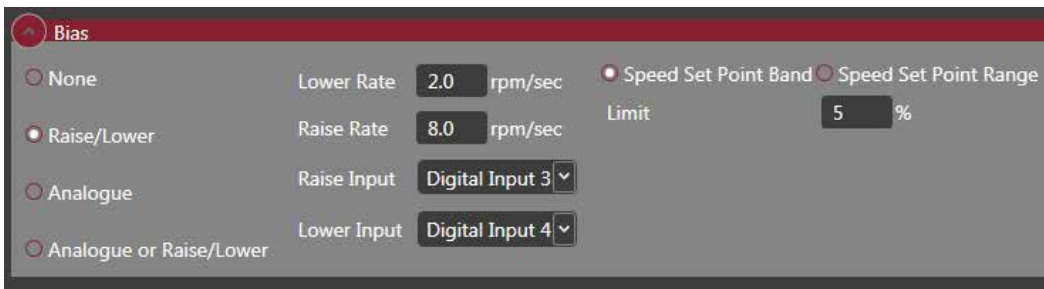 Bias
None
Lower Rate 2.0 rpm/sec
Speed Set Point Band Speed Set Point Range
Limit 5 %
Raise/Lower
Raise Rate 8.0 rpm/sec
Analogue
Raise Input Digital Input 3
Lower Input Digital Input 4
Analogue or Raise/Lower